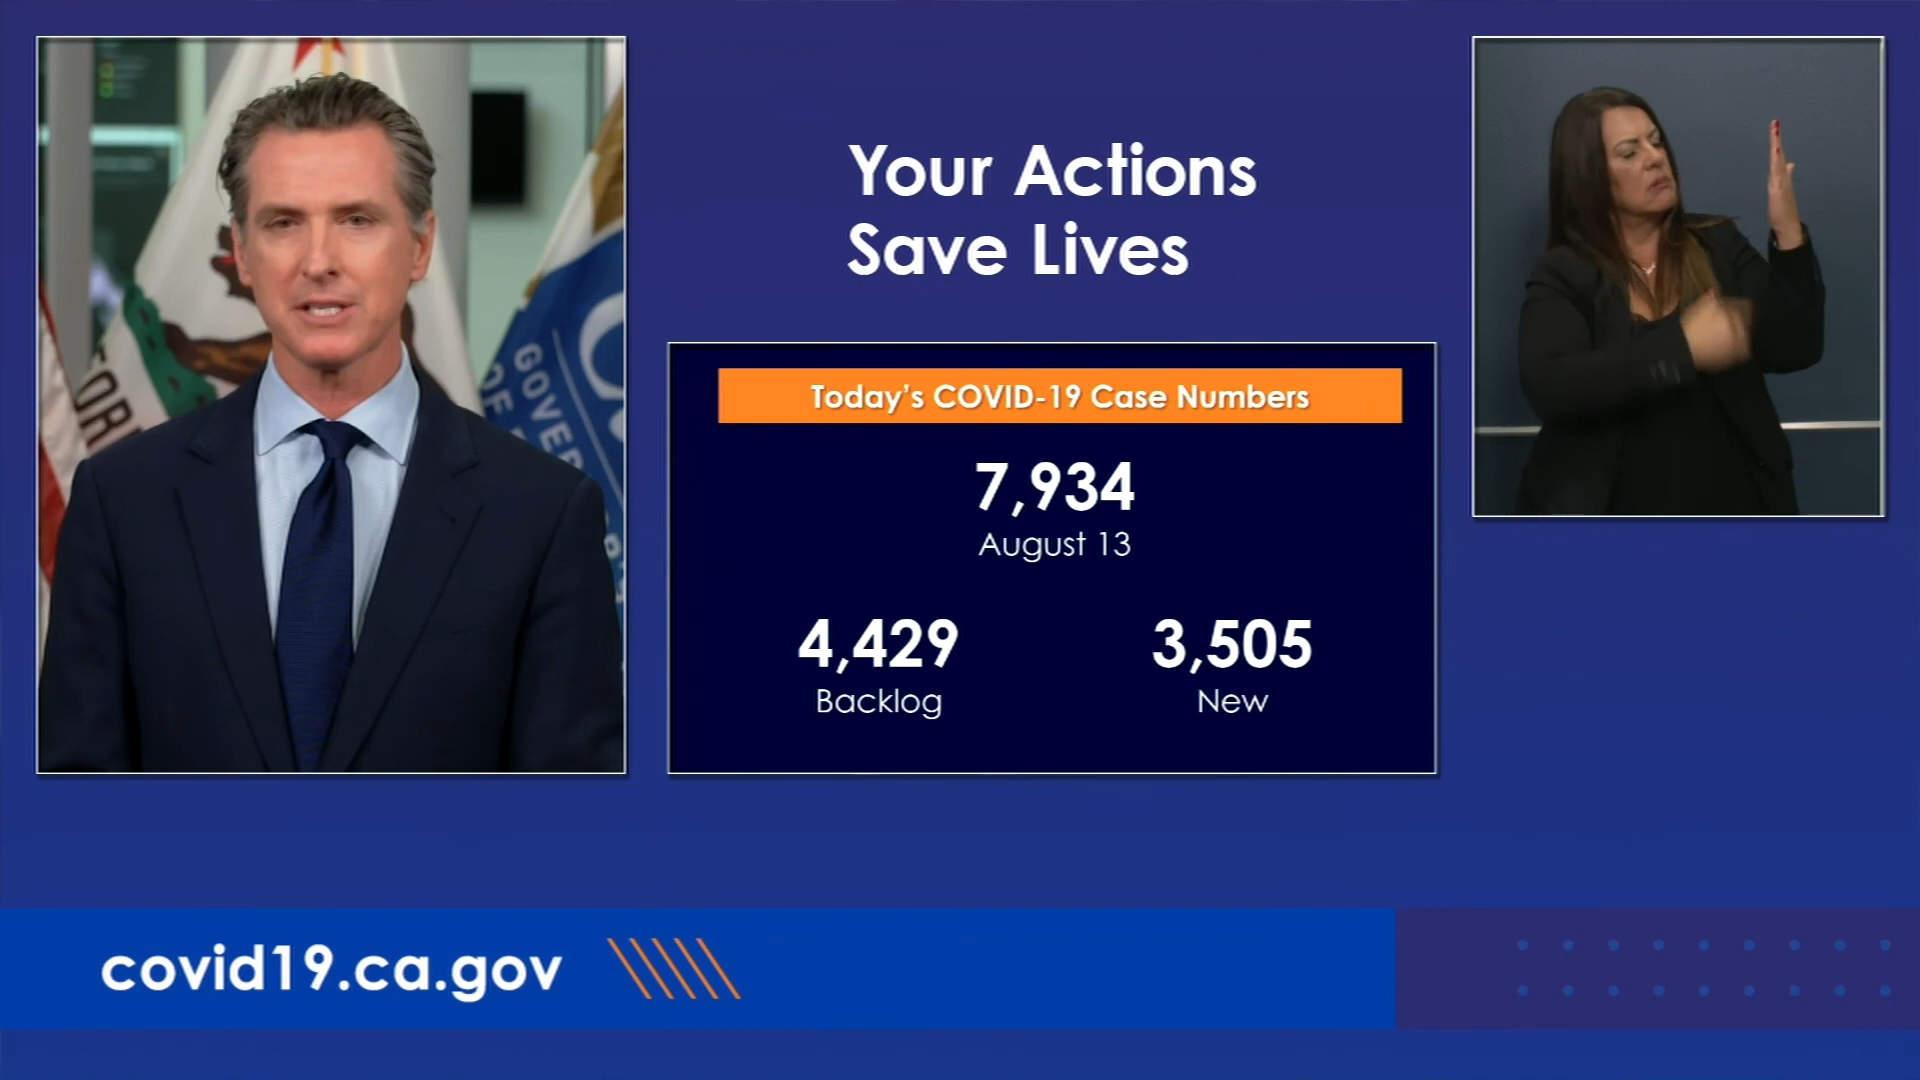 Your Actions
Save Lives
Today's COVID-19 Case Numbers
7,934
August 13
4,429
Backlog
3,505
New
covid19.ca.gov
OF